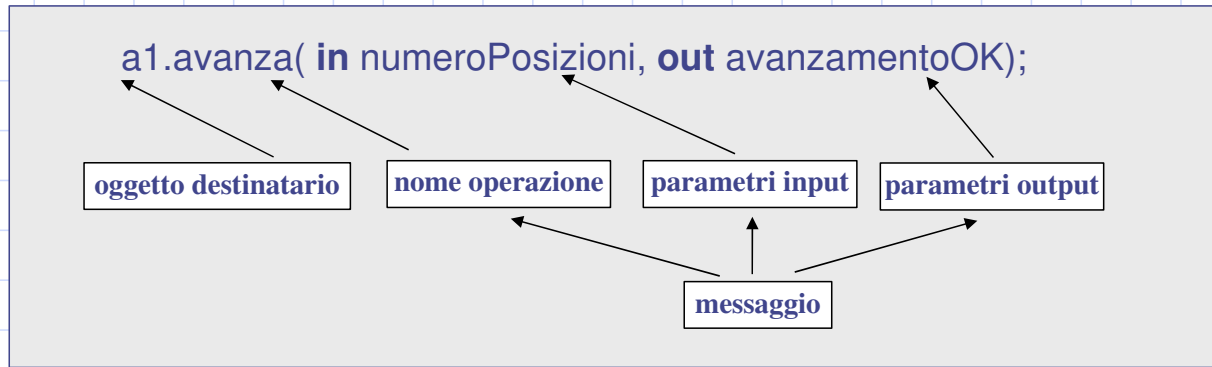 a1.avanza( in numeroPosizioni, out avanzamentoOK);
oggetto destinatario
nome operazione
parametri input
parametri output
messaggio